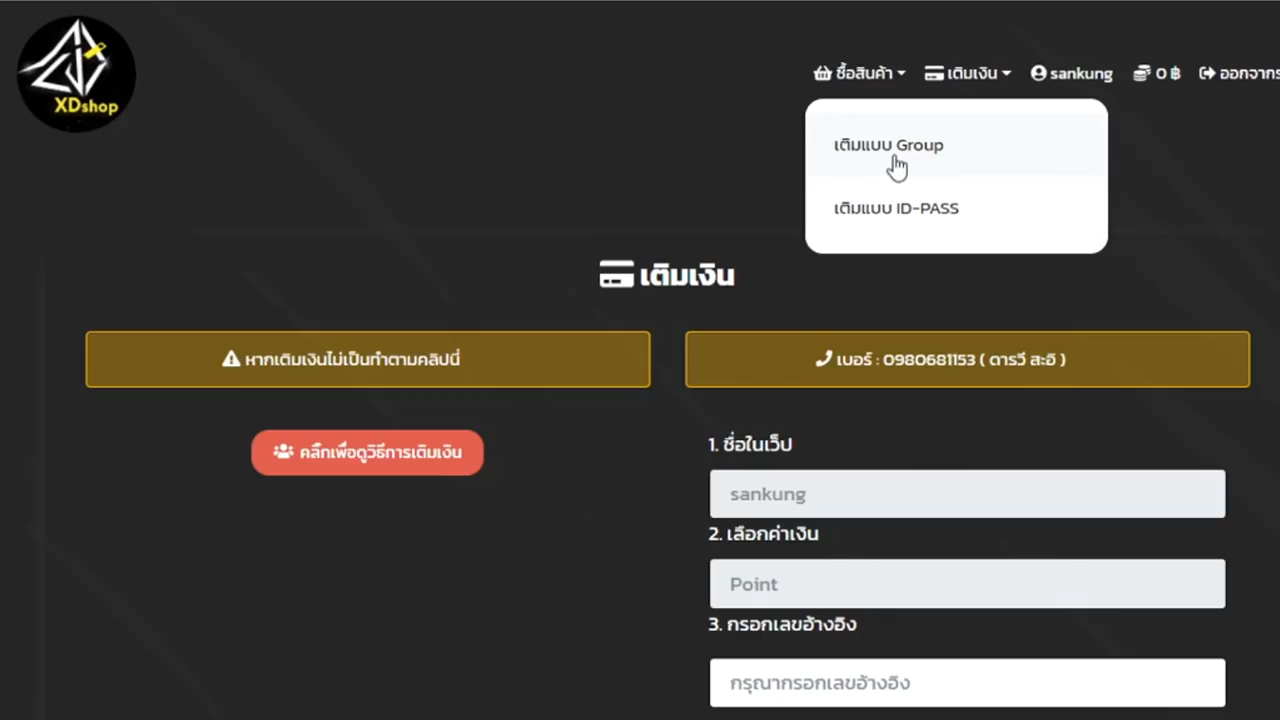 XDshop
ซื้อสินค้า เติมเงิน sankung 0 ฿ ออกจาก
เติมแบบ Group
เติมแบบ ID-PASS
เติมเงิน
หากเติมเงินไม่เป็นทำตามคลิปนี่
เบอร์ : 0980681153 ( ดารวี สะอิ )
คลิ๊กเพื่อดูวิธีการเติมเงิน
1. ชื่อในเว็ป
sankung
2. เลือกค่าเงิน
Point
3. กรอกเลขอ้างอิง
กรุณากรอกเลขอ้างอิง